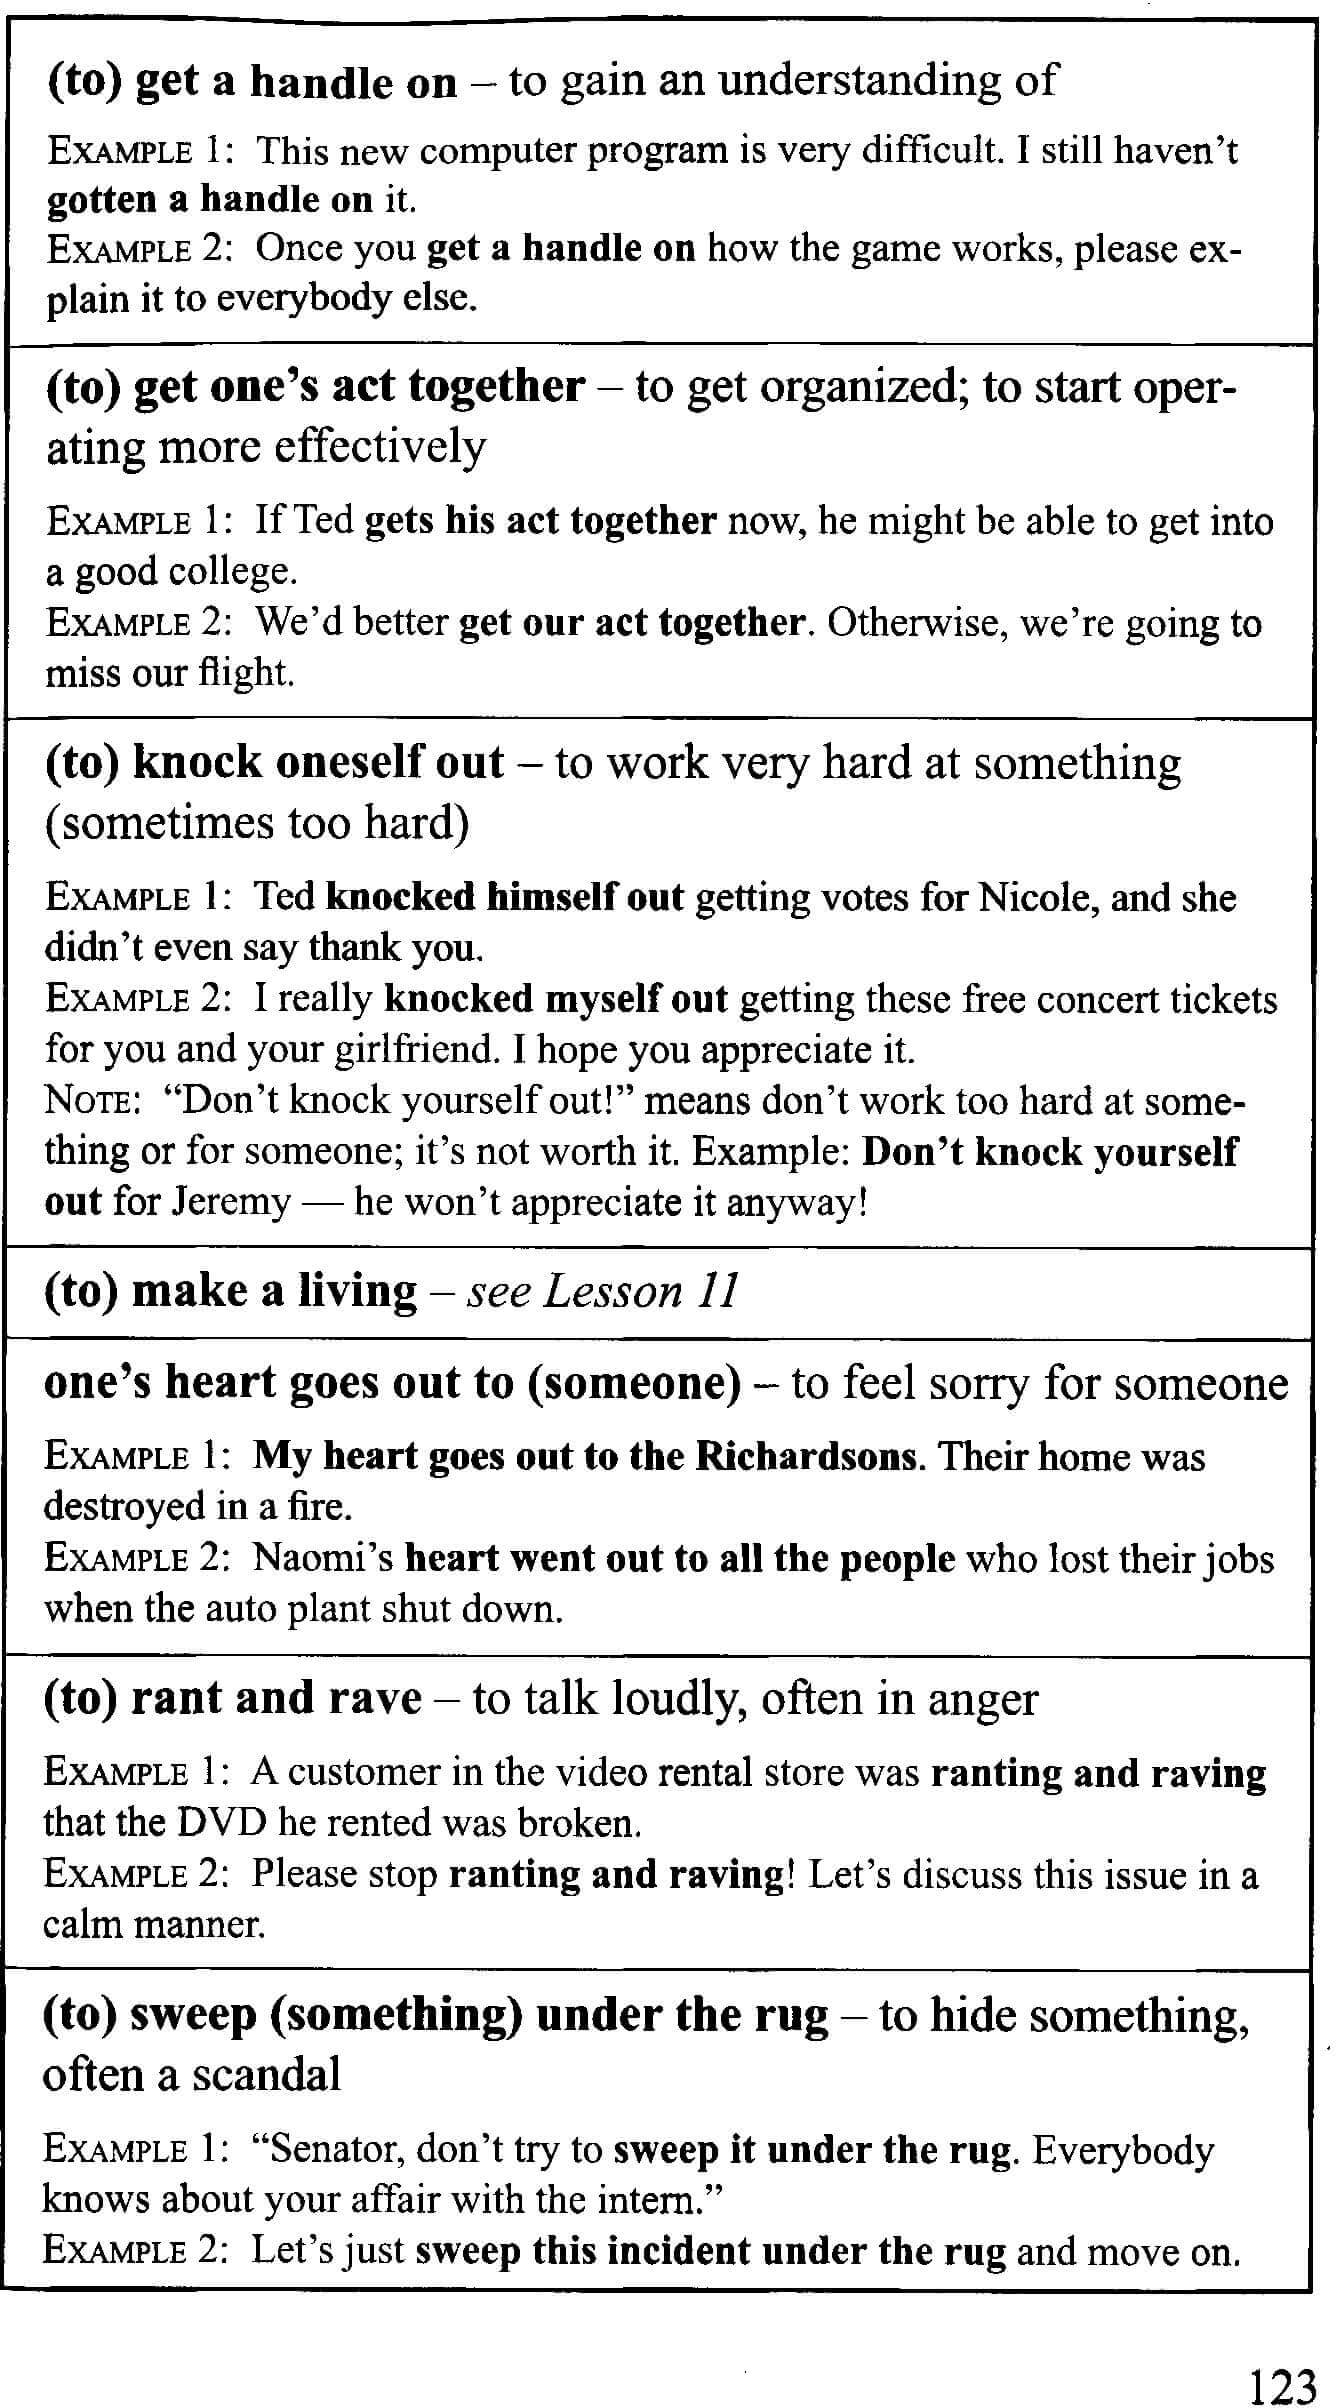 (to) get a handle on – to gain an understanding of
EXAMPLE 1: This new computer program is very difficult. I still haven't
gotten a handle on it.
EXAMPLE 2: Once you get a handle on how the game works, please ex-
plain it to everybody else.
(to) get one's act together – to get organized; to start oper-
ating more effectively
EXAMPLE 1: If Ted gets his act together now, he might be able to get into
a good college.
EXAMPLE 2: We'd better get our act together. Otherwise, we're going to
miss our flight.
(to) knock oneself out – to work very hard at something
(sometimes too hard)
EXAMPLE 1: Ted knocked himself out getting votes for Nicole, and she
didn't even say thank you.
EXAMPLE 2: I really knocked myself out getting these free concert tickets
for you and your girlfriend. I hope you appreciate it.
NOTE: "Don't knock yourself out!" means don't work too hard at some-
thing or for someone; it's not worth it. Example: Don't knock yourself
out for Jeremy — he won't appreciate it anyway!
(to) make a living – see Lesson 11
one's heart goes out to (someone) – to feel sorry for someone
EXAMPLE 1: My heart goes out to the Richardsons. Their home was
destroyed in a fire.
EXAMPLE 2: Naomi's heart went out to all the people who lost their jobs
when the auto plant shut down.
(to) rant and rave – to talk loudly, often in anger
EXAMPLE 1: A customer in the video rental store was ranting and raving
that the DVD he rented was broken.
EXAMPLE 2: Please stop ranting and raving! Let's discuss this issue in a
calm manner.
(to) sweep (something) under the rug – to hide something,
often a scandal
EXAMPLE 1: "Senator, don't try to sweep it under the rug. Everybody
knows about your affair with the intern."
EXAMPLE 2: Let's just sweep this incident under the rug and move on.
123